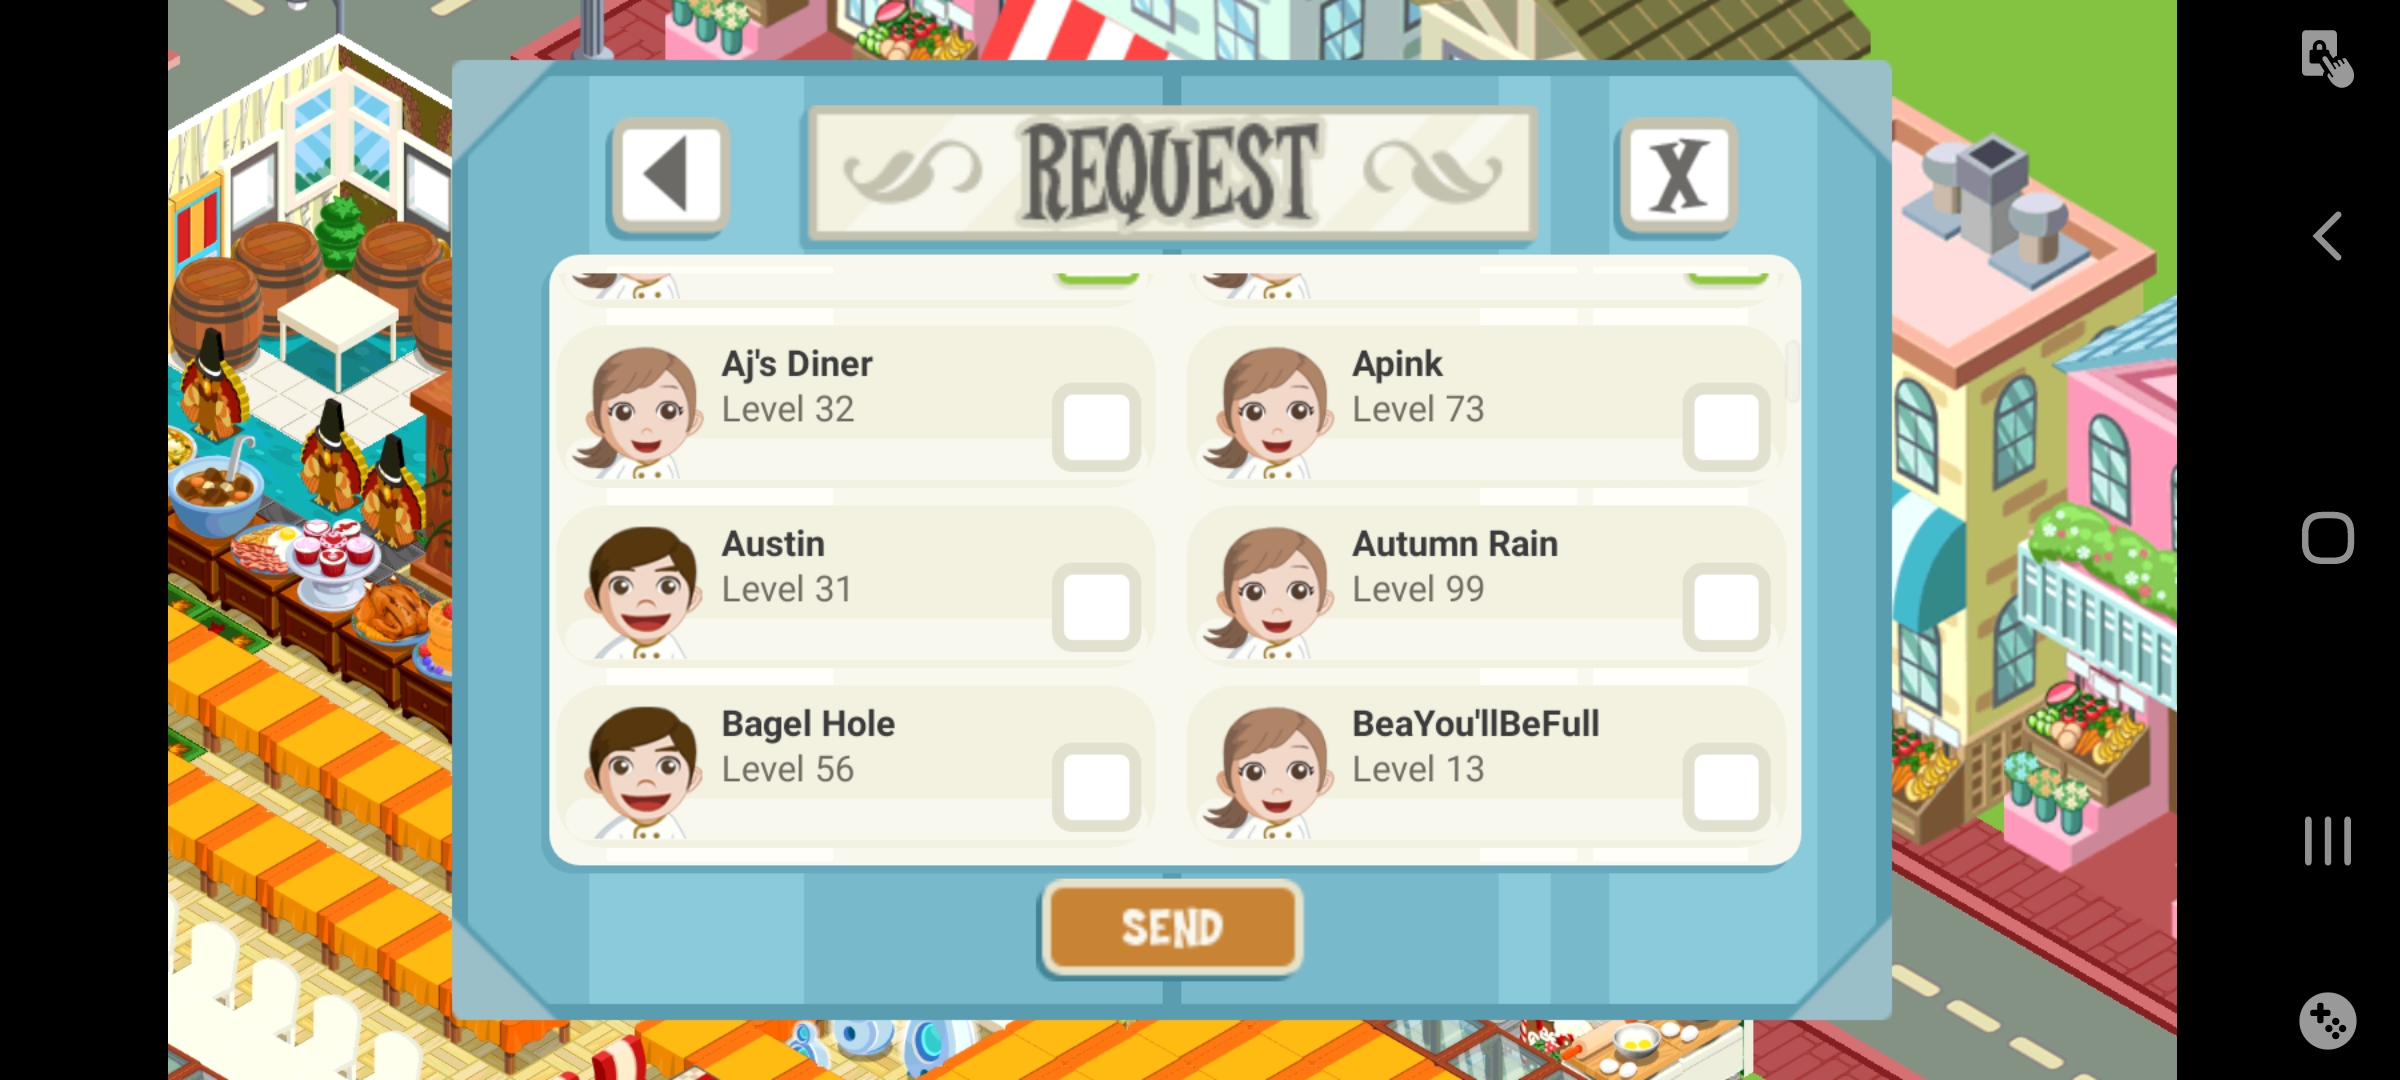 REQUEST
X
Aj's Diner
Level 32
Apink
Level 73
Austin
Level 31
Autumn Rain
Level 99
Bagel Hole
Level 56
BeaYou'llBeFull
Level 13
SEND